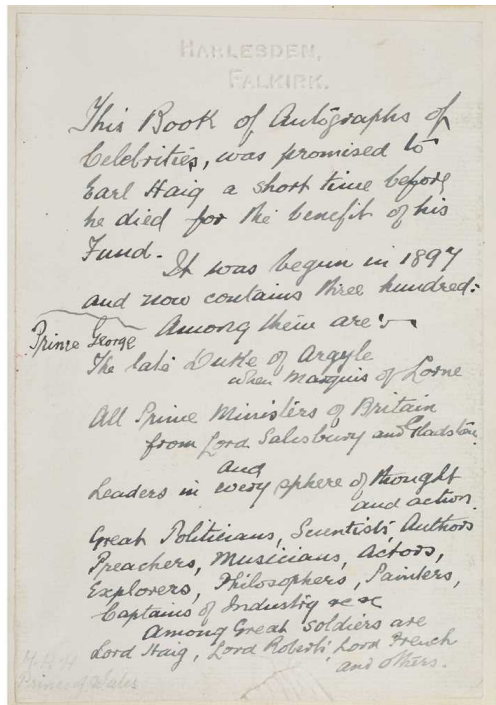 HARLESDEN,
FALKIRK.
This Book of Autographs of
Celebrities, was promised to
Earl Haig a short time before
he died for the benefit of his
Fund.
It was begun in 1897
and now contains three hundred:
Among them are:—
Prince George
The late Duke of Argyle
when Marquis of Lorne
All Prime Ministers of Britain
from Lord Salisbury and Gladstone
and
Leaders in every sphere of thought
and action.
Great Politicians, Scientists, Authors
Preachers, Musicians, Actors,
Explorers, Philosophers, Painters,
Captains of Industry &c &c
Among Great Soldiers are
Lord Haig, Lord Roberts, Lord French
and others.
H.R.H
Prince of Wales